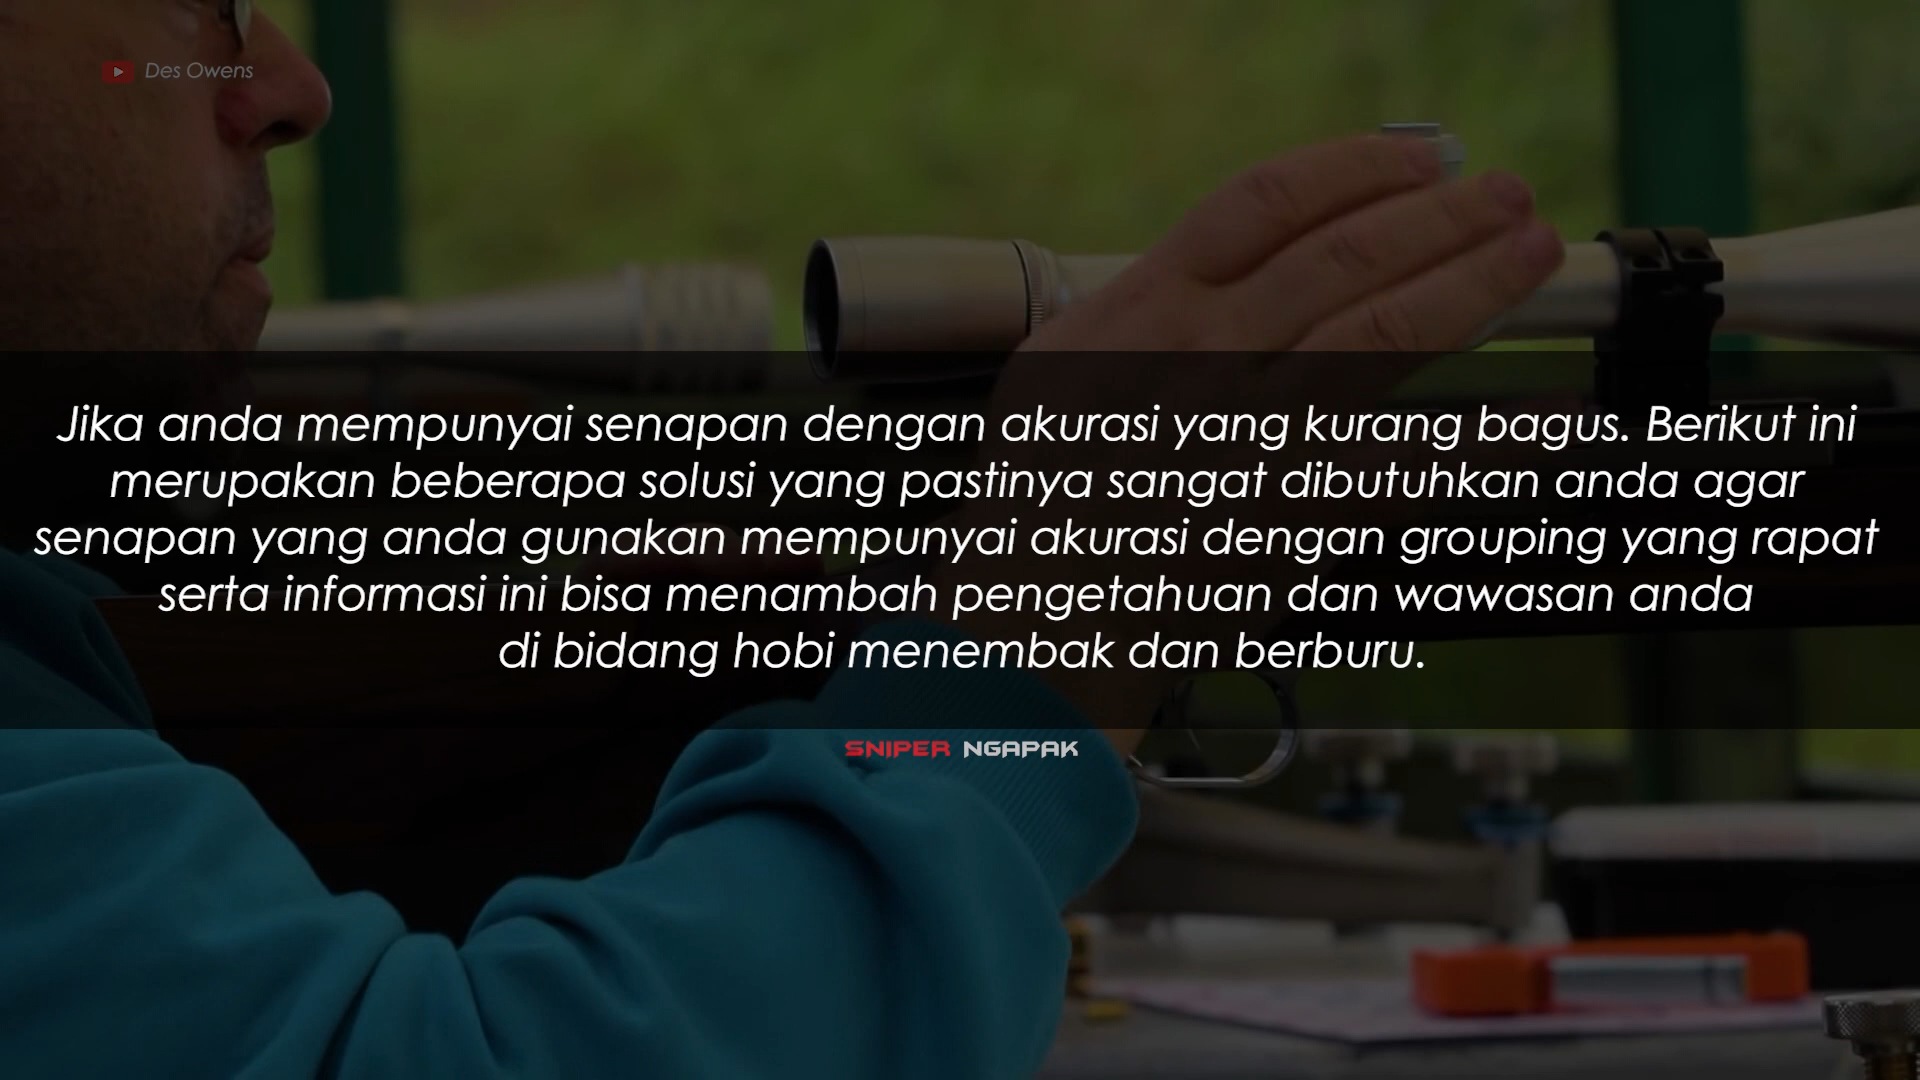 Des Owens
Jika anda mempunyai senapan dengan akurasi yang kurang bagus. Berikut ini
merupakan beberapa solusi yang pastinya sangat dibutuhkan anda agar
senapan yang anda gunakan mempunyai akurasi dengan grouping yang rapat
serta informasi ini bisa menambah pengetahuan dan wawasan anda
di bidang hobi menembak dan berburu.
SNIPER NGAPAK